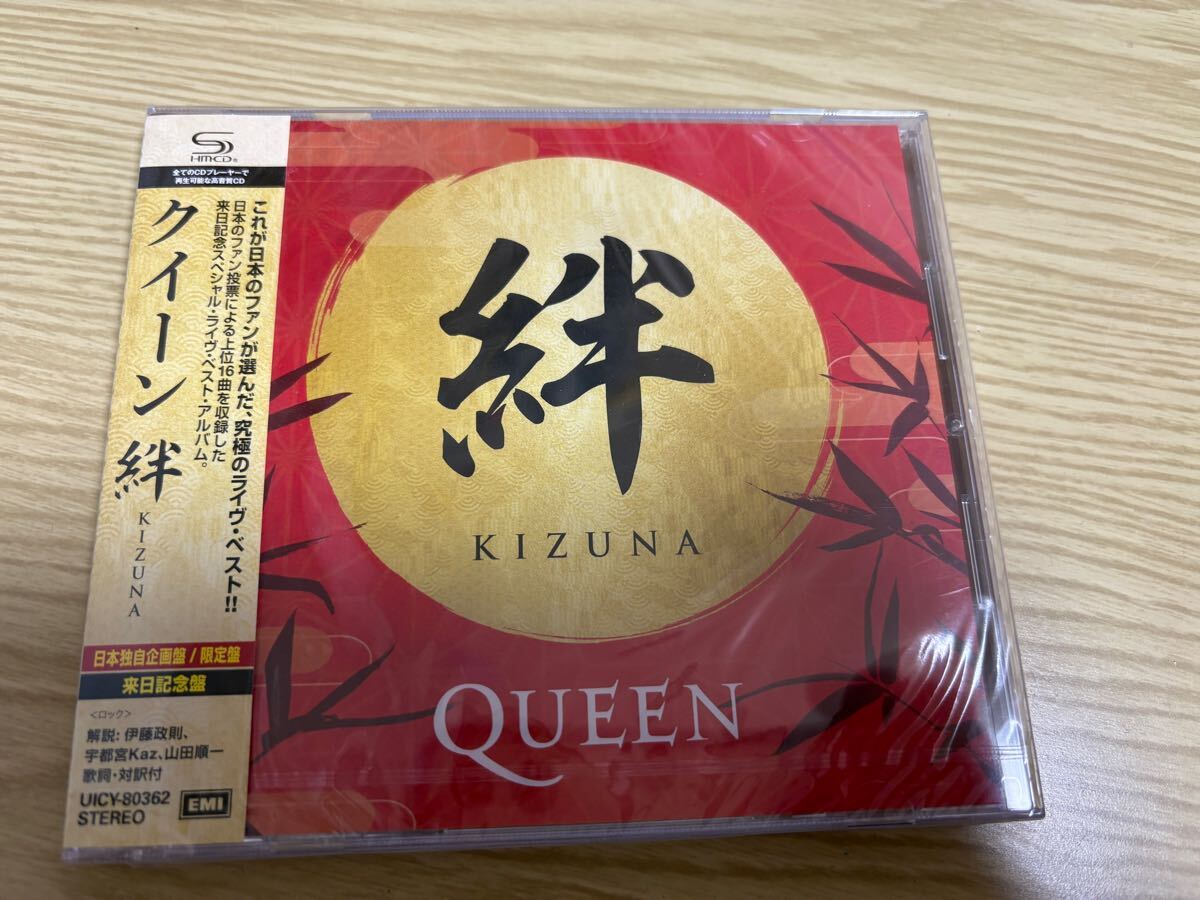 SHM-CD®
全てのCDプレーヤーで
再生可能な高音質CD
クイーン 絆
KIZUNA
これが日本のファンが選んだ、究極のライヴ・ベスト!!
日本のファン投票による上位16曲を収録した
来日記念スペシャル・ライヴ・ベスト・アルバム。
日本独自企画盤/限定盤
来日記念盤
<ロック>
解説:伊藤政則、
宇都宮Kaz、山田順一
歌詞・対訳付
UICY-80362
STEREO
EMI
絆
KIZUNA
QUEEN